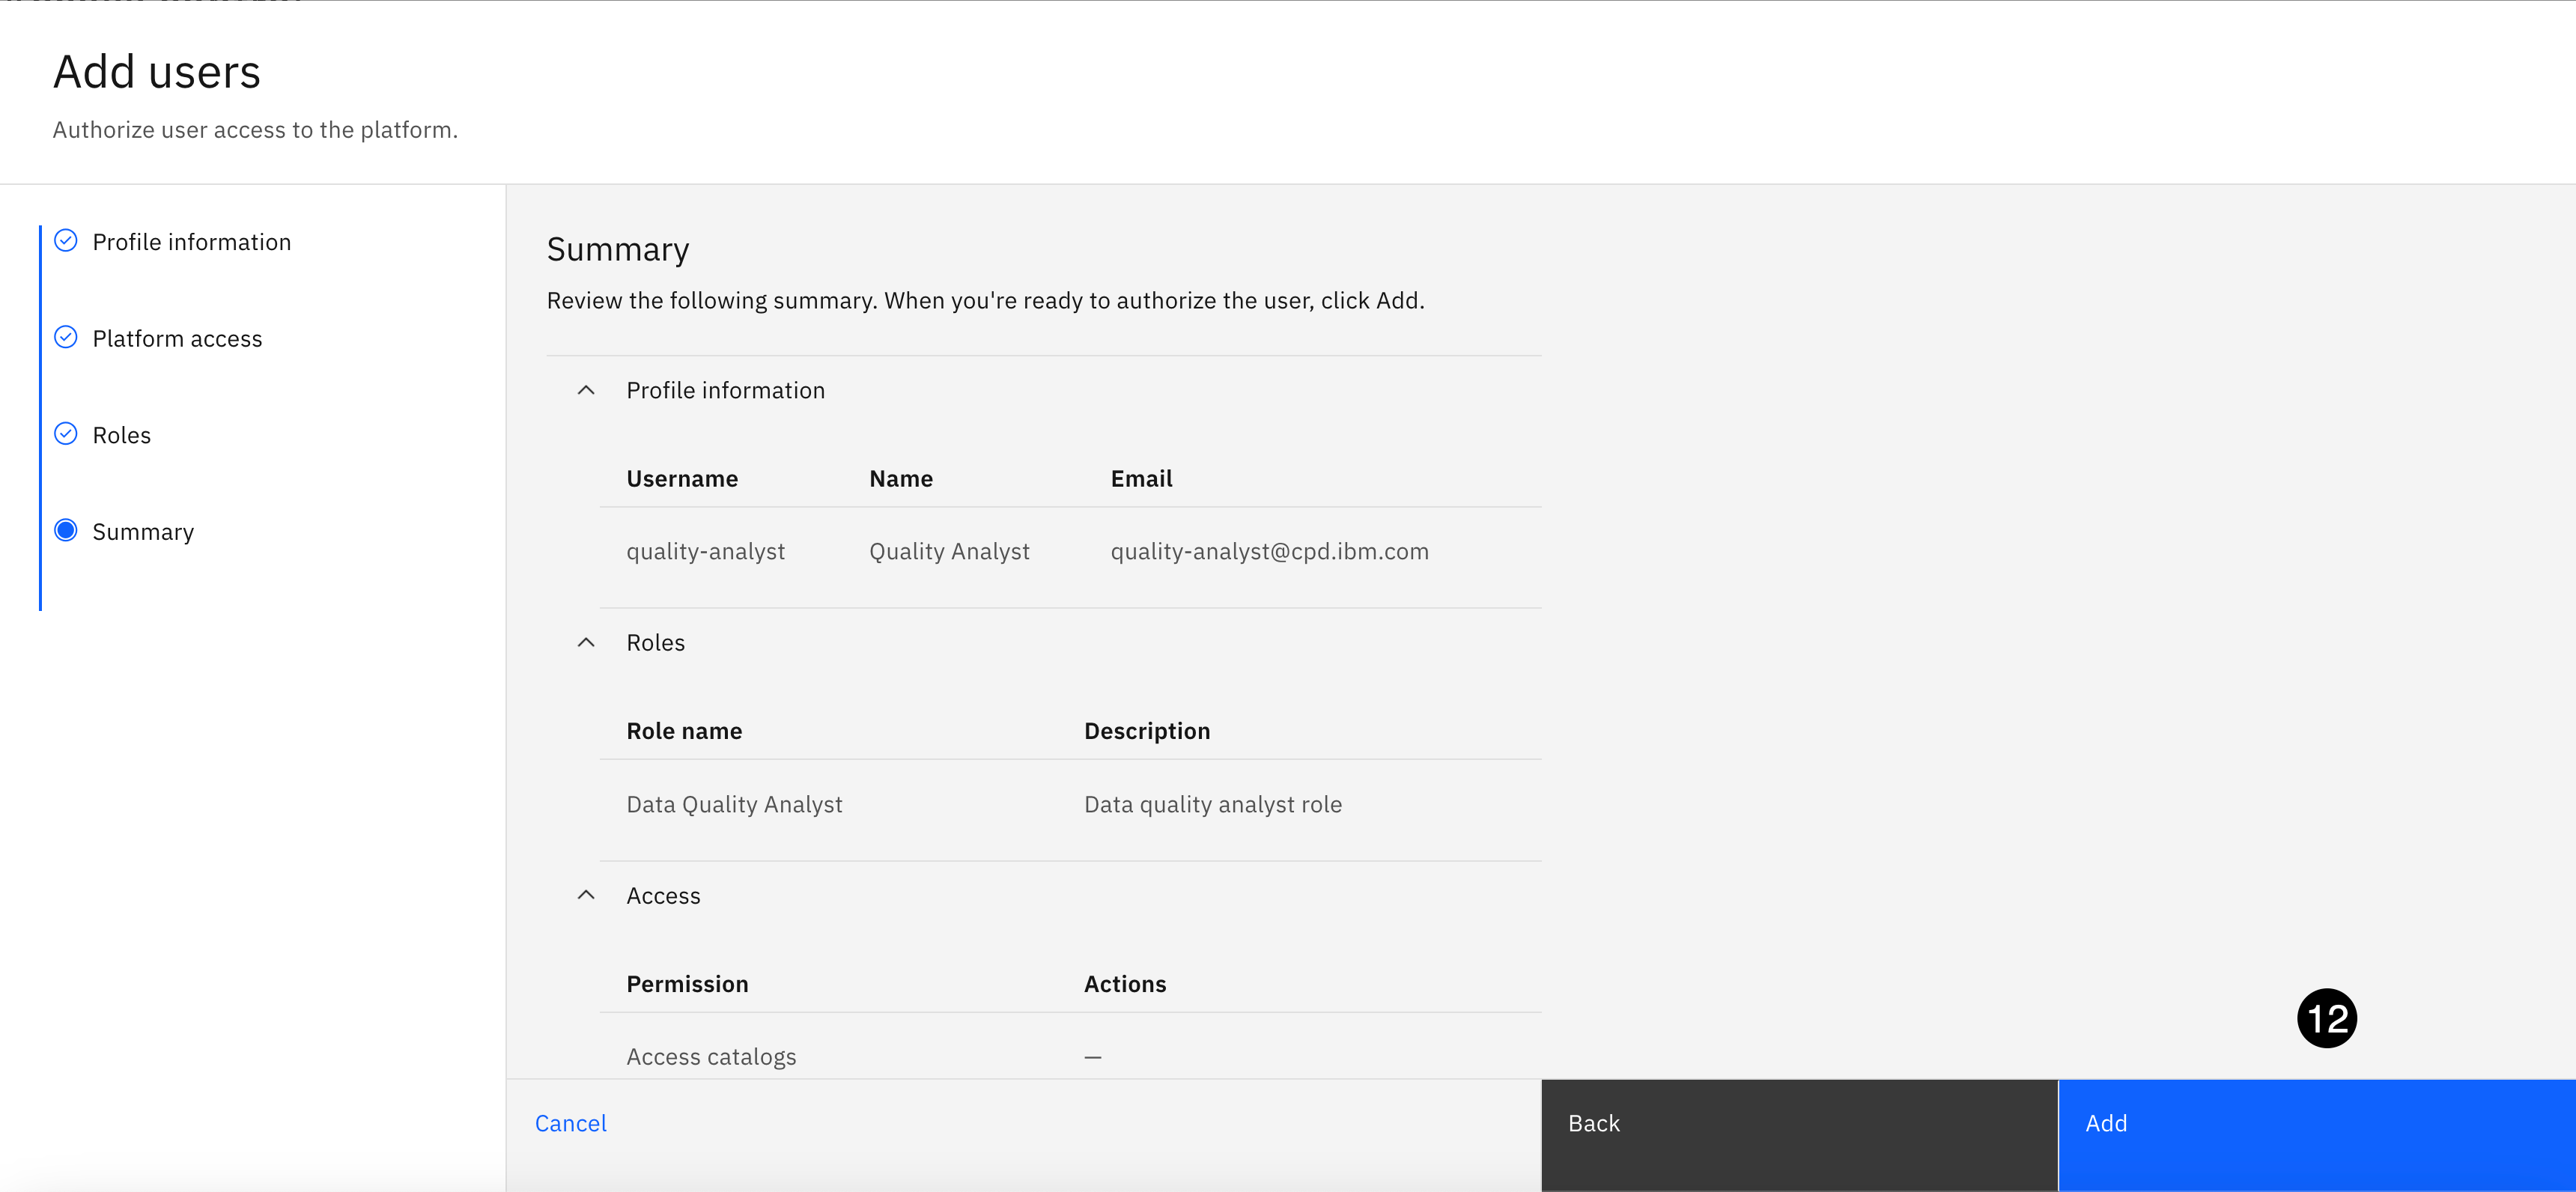 Add users
Authorize user access to the platform.
Profile information
Platform access
Roles
Summary
Summary
Review the following summary. When you're ready to authorize the user, click Add.
Profile information
Username Name Email
quality-analyst Quality Analyst quality-analyst@cpd.ibm.com
Roles
Role name Description
Data Quality Analyst Data quality analyst role
Access
Permission Actions
Access catalogs —
12
Cancel Back Add